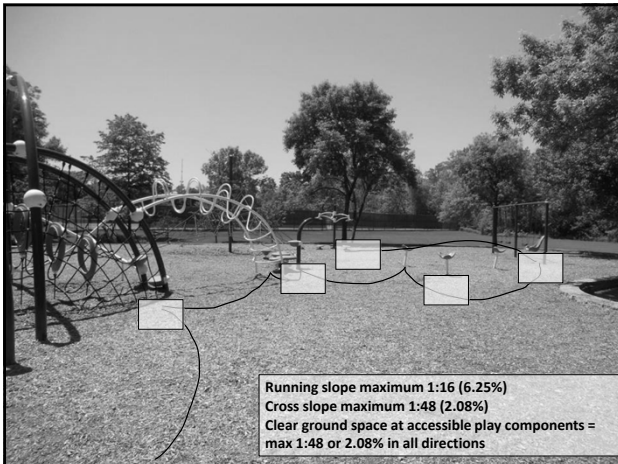 Running slope maximum 1:16 (6.25%)
Cross slope maximum 1:48 (2.08%)
Clear ground space at accessible play components =
max 1:48 or 2.08% in all directions